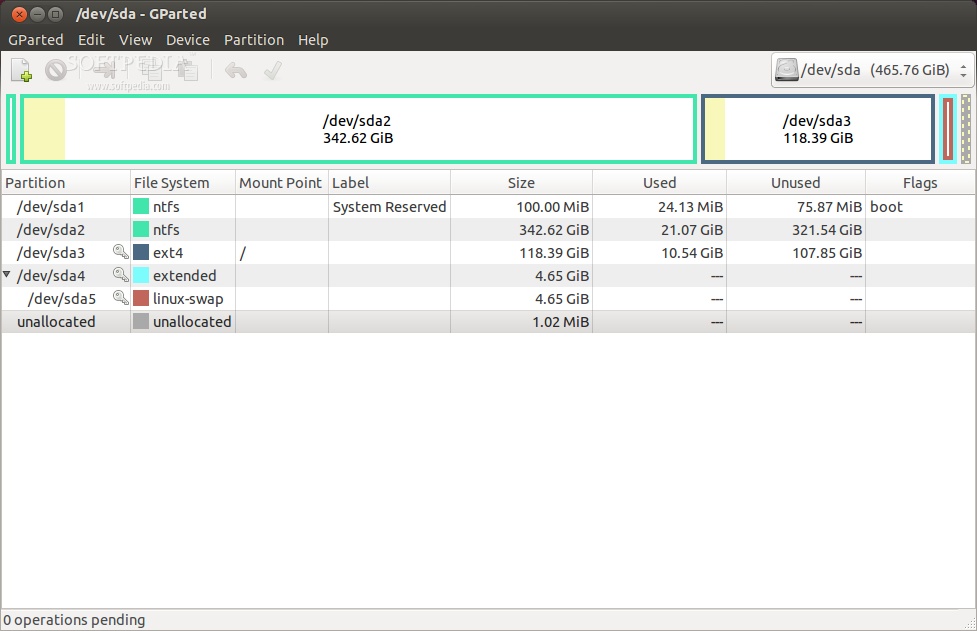 /dev/sda - GParted
GParted Edit View Device Partition Help
SOFTPEDIA
www.softpedia.com
/dev/sda (465.76 GiB)
/dev/sda2
342.62 GiB
/dev/sda3
118.39 GiB
Partition File System Mount Point Label Size Used Unused Flags
/dev/sda1 ntfs System Reserved 100.00 MiB 24.13 MiB 75.87 MiB boot
/dev/sda2 ntfs 342.62 GiB 21.07 GiB 321.54 GiB
/dev/sda3 ext4 / 118.39 GiB 10.54 GiB 107.85 GiB
/dev/sda4 extended 4.65 GiB --- ---
/dev/sda5 linux-swap 4.65 GiB --- ---
unallocated unallocated 1.02 MiB --- ---
0 operations pending